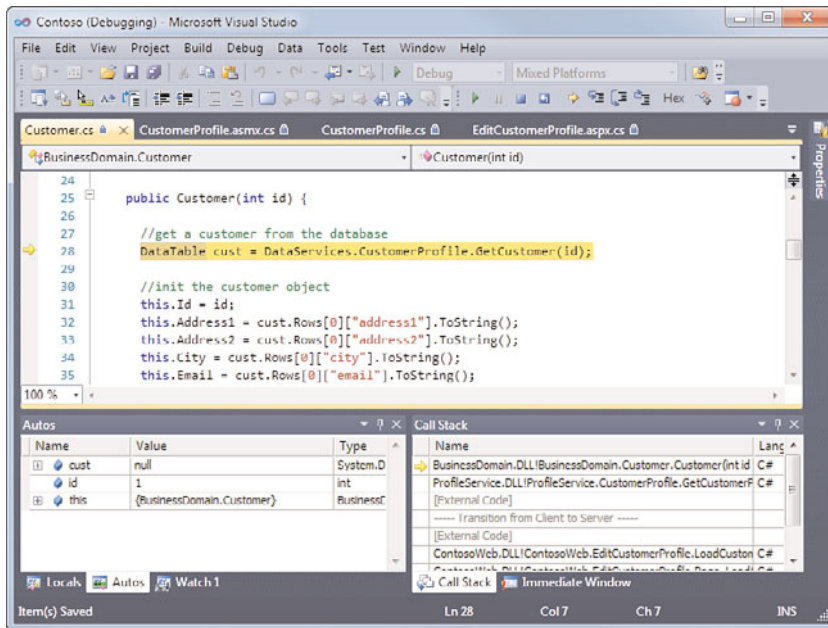 Contoso (Debugging) - Microsoft Visual Studio
File Edit View Project Build Debug Data Tools Test Window Help
Debug Mixed Platforms
Hex
Customer.cs CustomerProfile.asmx.cs CustomerProfile.cs EditCustomerProfile.aspx.cs
Properties
BusinessDomain.Customer Customer(int id)
24
25 public Customer(int id) {
26
27 //get a customer from the database
28 DataTable cust = DataServices.CustomerProfile.GetCustomer(id);
29
30 //init the customer object
31 this.Id = id;
32 this.Address1 = cust.Rows[0]["address1"].ToString();
33 this.Address2 = cust.Rows[0]["address2"].ToString();
34 this.City = cust.Rows[0]["city"].ToString();
35 this.Email = cust.Rows[0]["email"].ToString();
100 %
Autos
Name Value Type
cust null System.D
id 1 int
this {BusinessDomain.Customer} BusinessD
Locals Autos Watch 1
Call Stack
Name Lang
BusinessDomain.DLL!BusinessDomain.Customer.Customer(int id C#
ProfileService.DLL!ProfileService.CustomerProfile.GetCustomerP C#
[External Code]
----- Transition from Client to Server -----
[External Code]
ContosoWeb.DLL!ContosoWeb.EditCustomerProfile.LoadCustom C#
Call Stack Immediate Window
Item(s) Saved Ln 28 Col 7 Ch 7 INS